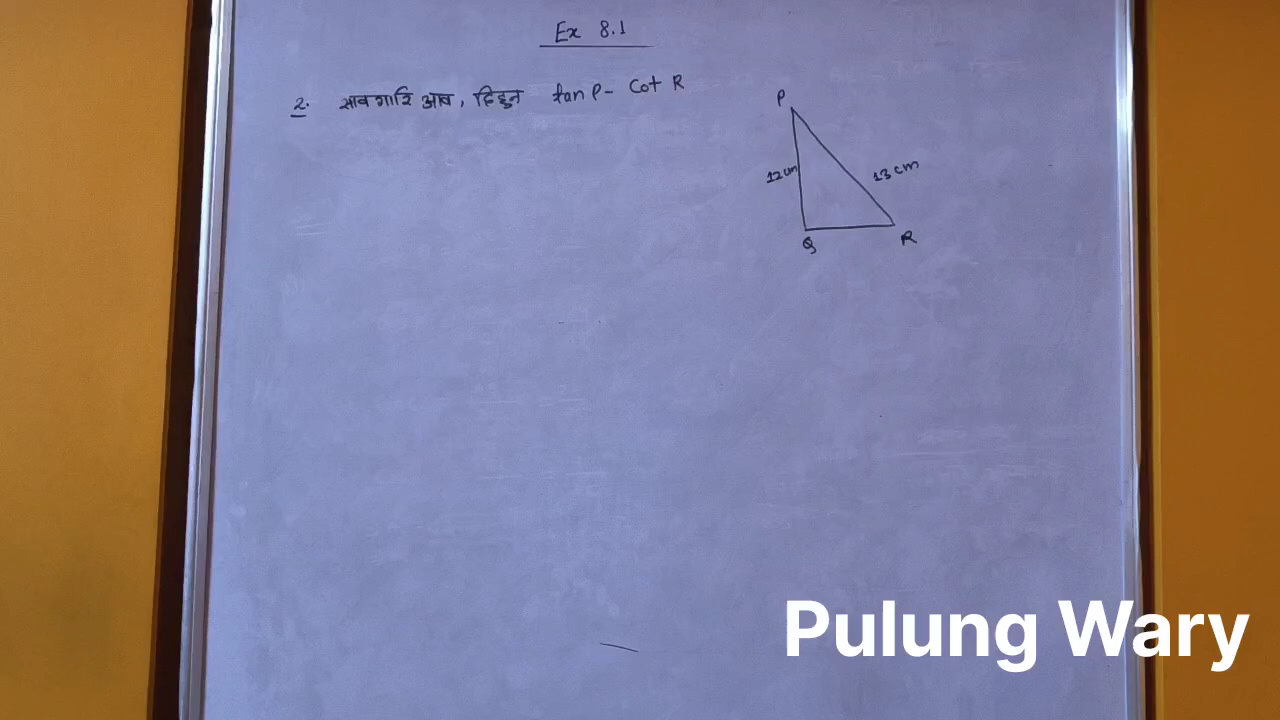 Ex 8.1
2. सावगारि आव, हिहुन tan P - Cot R
P
12 cm
13 cm
Q
R
Pulung Wary